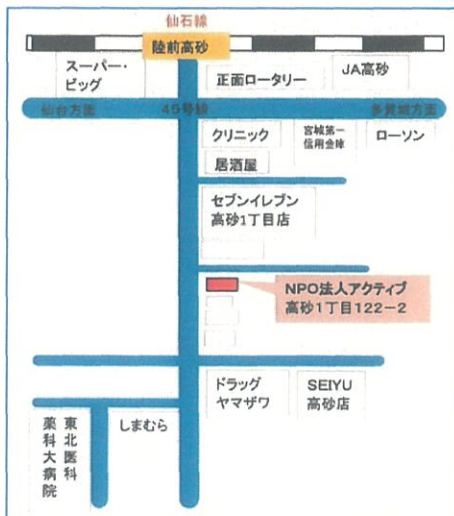 仙石線
陸前高砂
スーパー・
ビッグ
正面ロータリー
JA高砂
仙台方面
45号線
多賀城方面
クリニック
宮城第一
信用金庫
ローソン
居酒屋
セブンイレブン
高砂1丁目店
NPO法人アクティブ
高砂1丁目122-2
ドラッグ
ヤマザワ
SEIYU
高砂店
東北医科
薬科大病院
しまむら